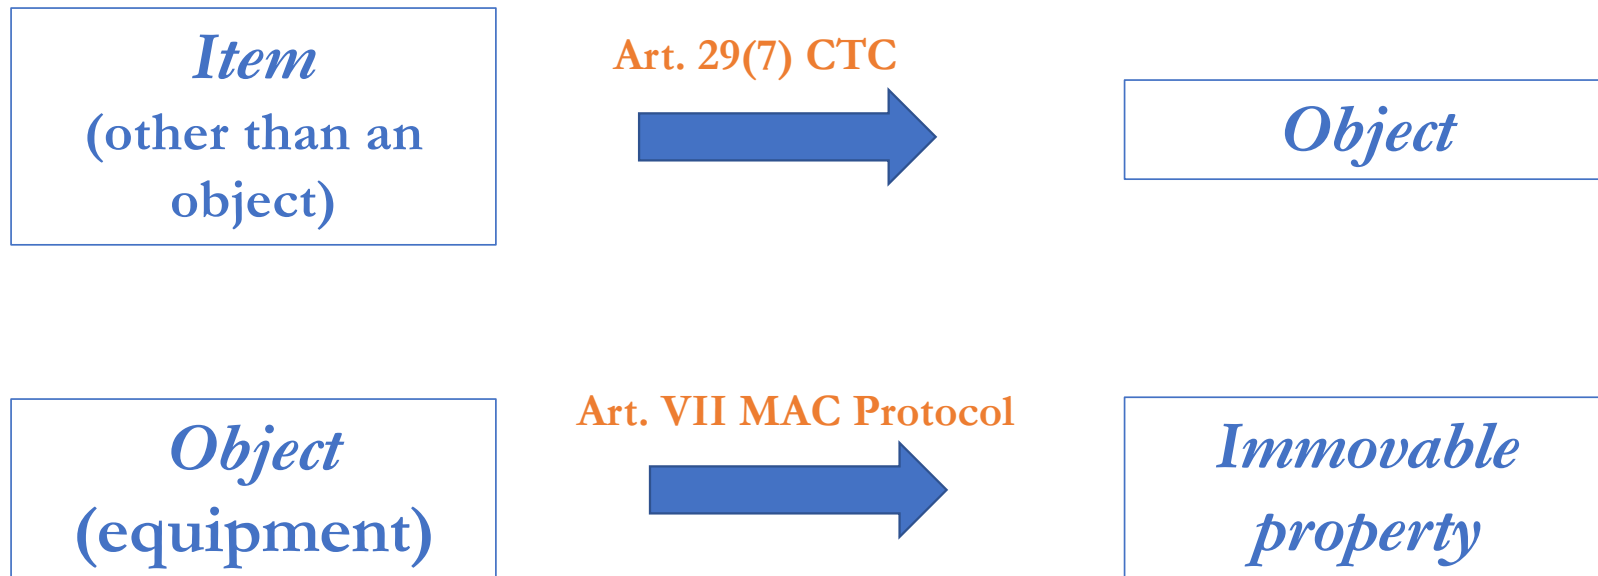 Item
(other than an
object)
Art. 29(7) CTC
Object
Object
(equipment)
Art. VII MAC Protocol
Immovable
property